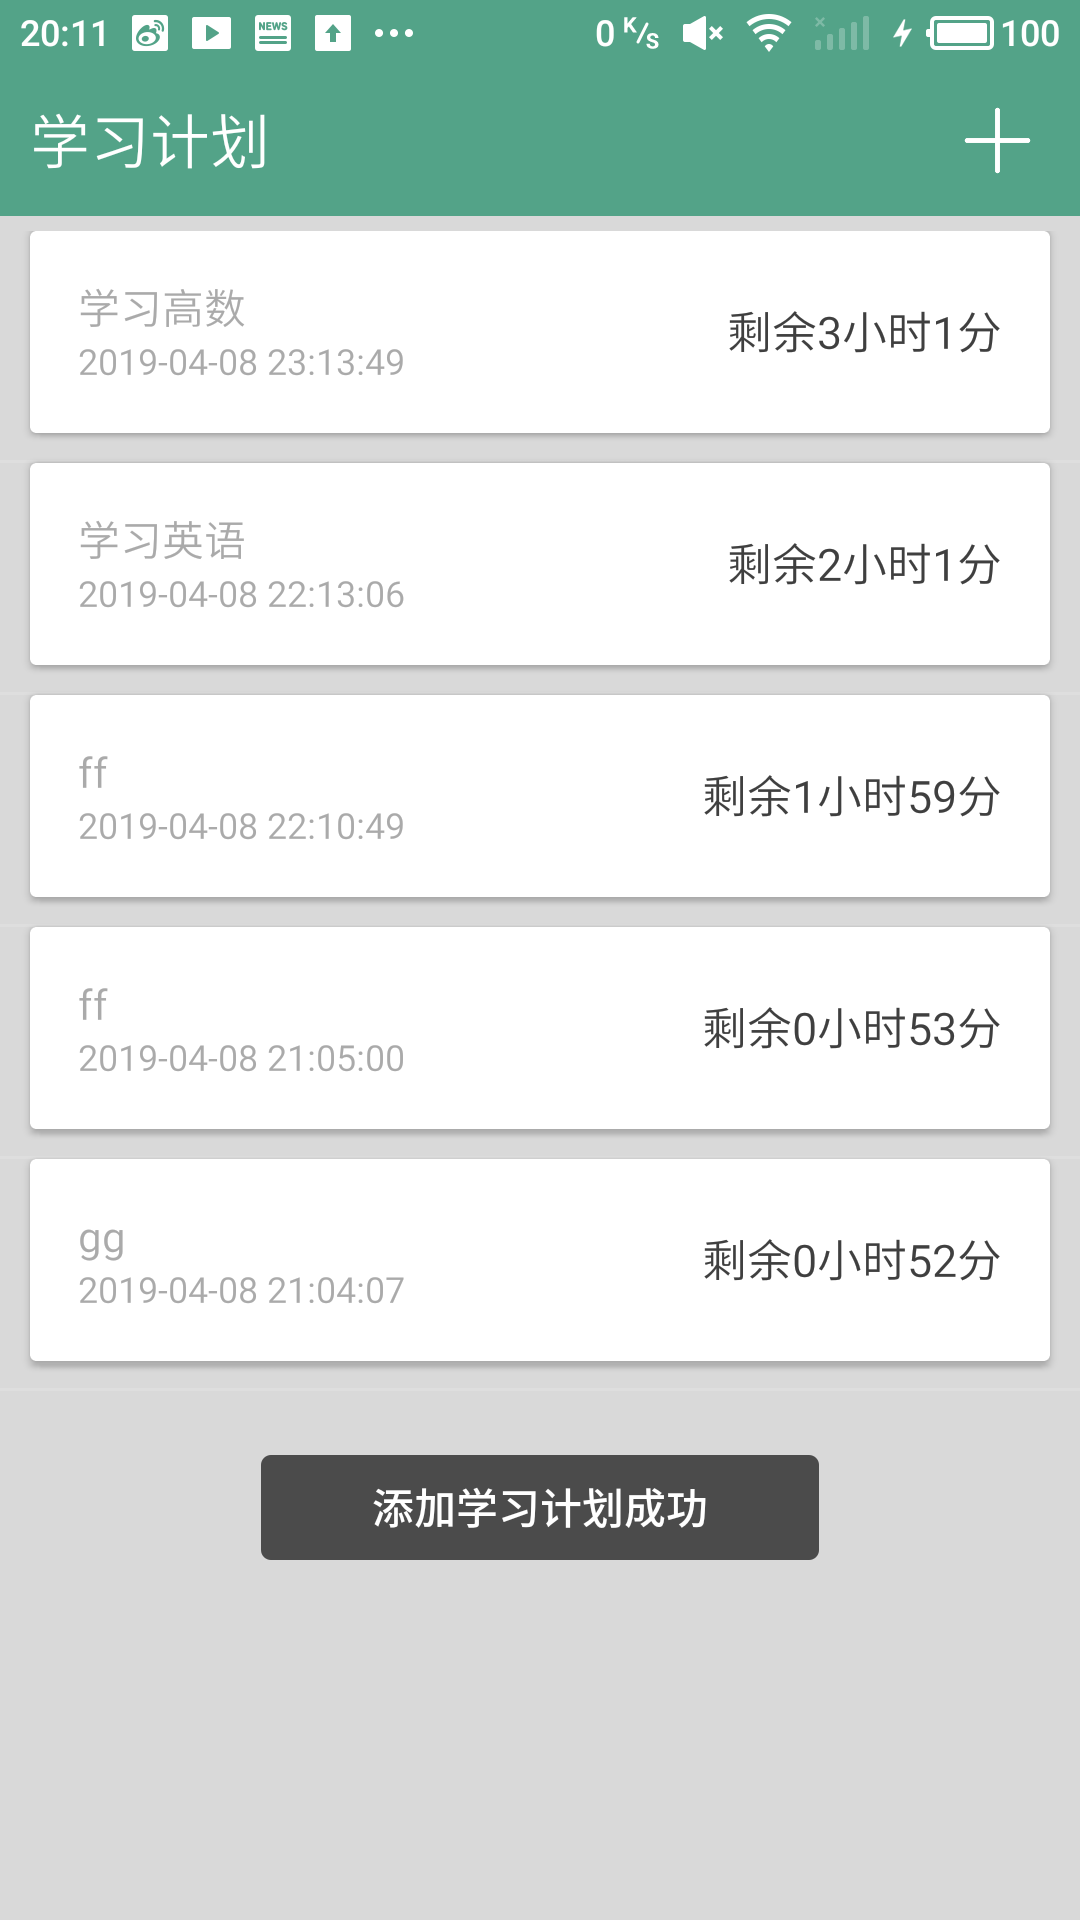 20:11 NEWS 0 K/S 100
学习计划
学习高数
2019-04-08 23:13:49
剩余3小时1分
学习英语
2019-04-08 22:13:06
剩余2小时1分
ff
2019-04-08 22:10:49
剩余1小时59分
ff
2019-04-08 21:05:00
剩余0小时53分
gg
2019-04-08 21:04:07
剩余0小时52分
添加学习计划成功